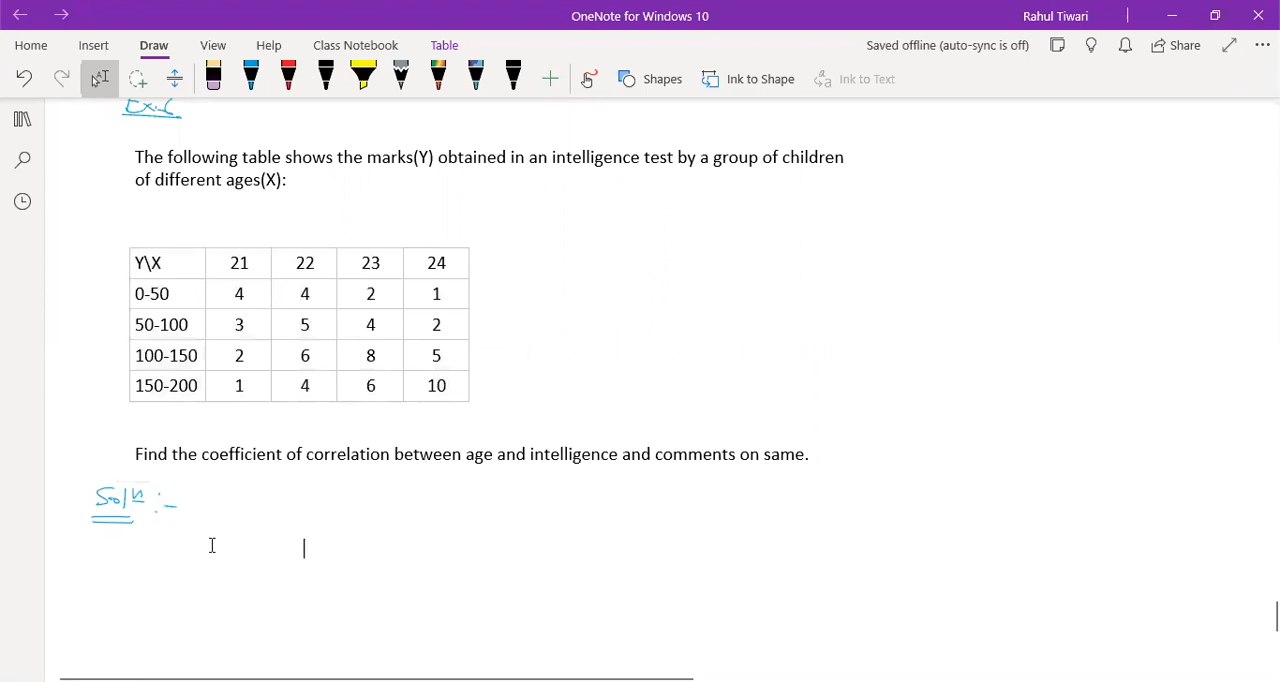 OneNote for Windows 10
Rahul Tiwari
Home Insert Draw View Help Class Notebook Table
Saved offline (auto-sync is off) Share
Shapes Ink to Shape Ink to Text
The following table shows the marks(Y) obtained in an intelligence test by a group of children
of different ages(X):
Y\X 21 22 23 24
0-50 4 4 2 1
50-100 3 5 4 2
100-150 2 6 8 5
150-200 1 4 6 10
Find the coefficient of correlation between age and intelligence and comments on same.
Solⁿ :-